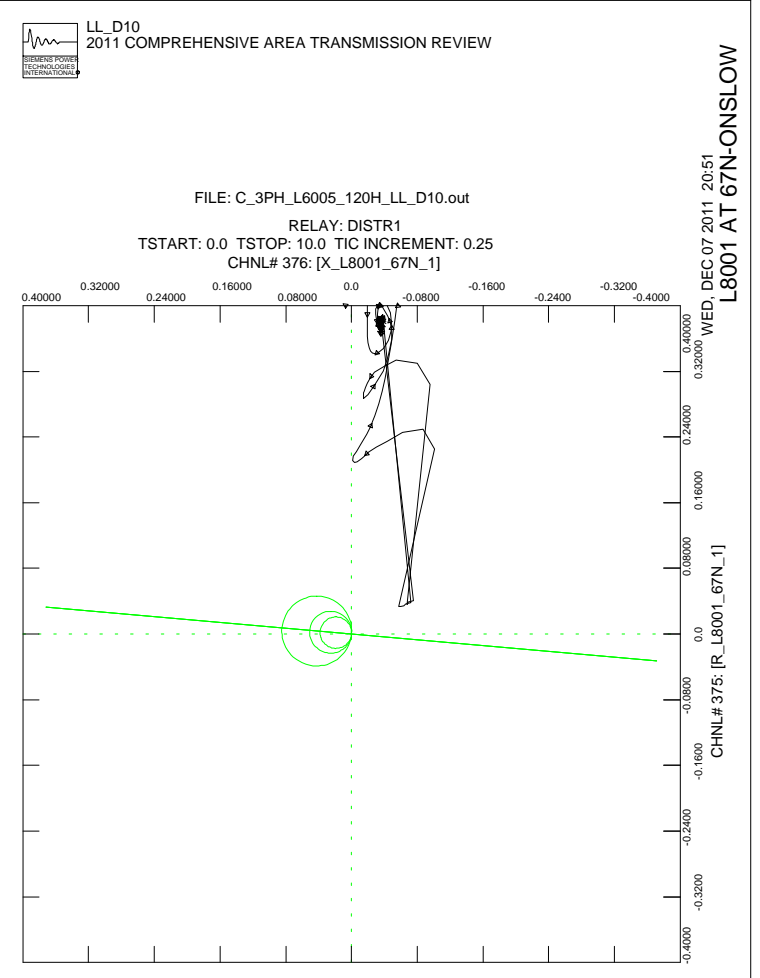 LL_D10
2011 COMPREHENSIVE AREA TRANSMISSION REVIEW
SIEMENS POWER
TECHNOLOGIES
INTERNATIONAL
FILE: C_3PH_L6005_120H_LL_D10.out
RELAY: DISTR1
TSTART: 0.0 TSTOP: 10.0 TIC INCREMENT: 0.25
CHNL# 376: [X_L8001_67N_1]
0.40000 0.32000 0.24000 0.16000 0.08000 0.0 -0.0800 -0.1600 -0.2400 -0.3200 -0.4000
WED, DEC 07 2011 20:51
L8001 AT 67N-ONSLOW
-0.4000 -0.3200 -0.2400 -0.1600 -0.0800 0.0 0.08000 0.16000 0.24000 0.32000 0.40000
CHNL# 375: [R_L8001_67N_1]